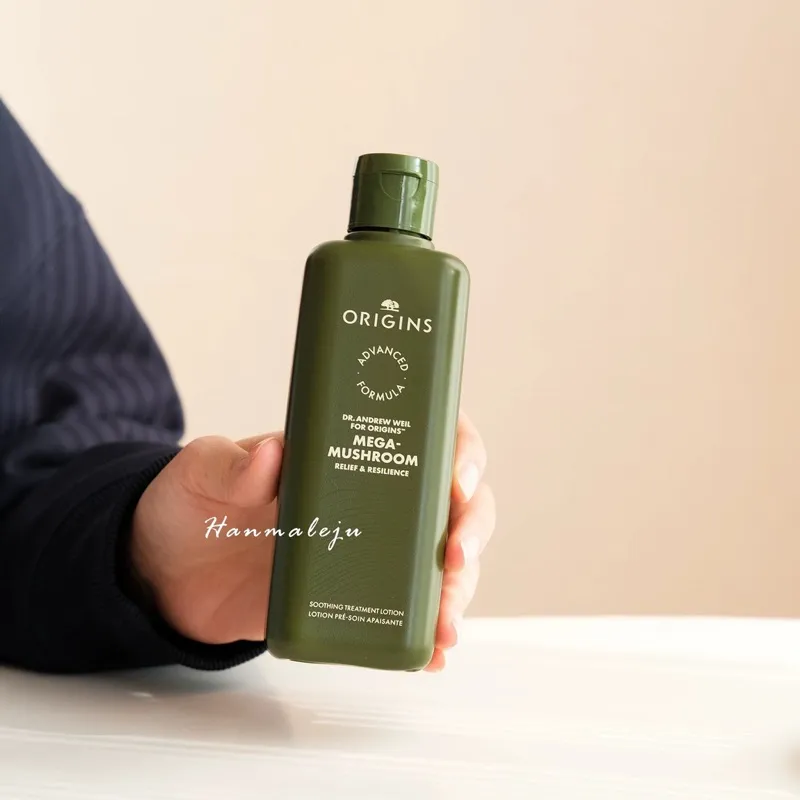 ORIGINS
ADVANCED
FORMULA
DR. ANDREW WEIL
FOR ORIGINS™
MEGA-
MUSHROOM
RELIEF & RESILIENCE
Hanmaleju
SOOTHING TREATMENT LOTION
LOTION PRÉ-SOIN APAISANTE